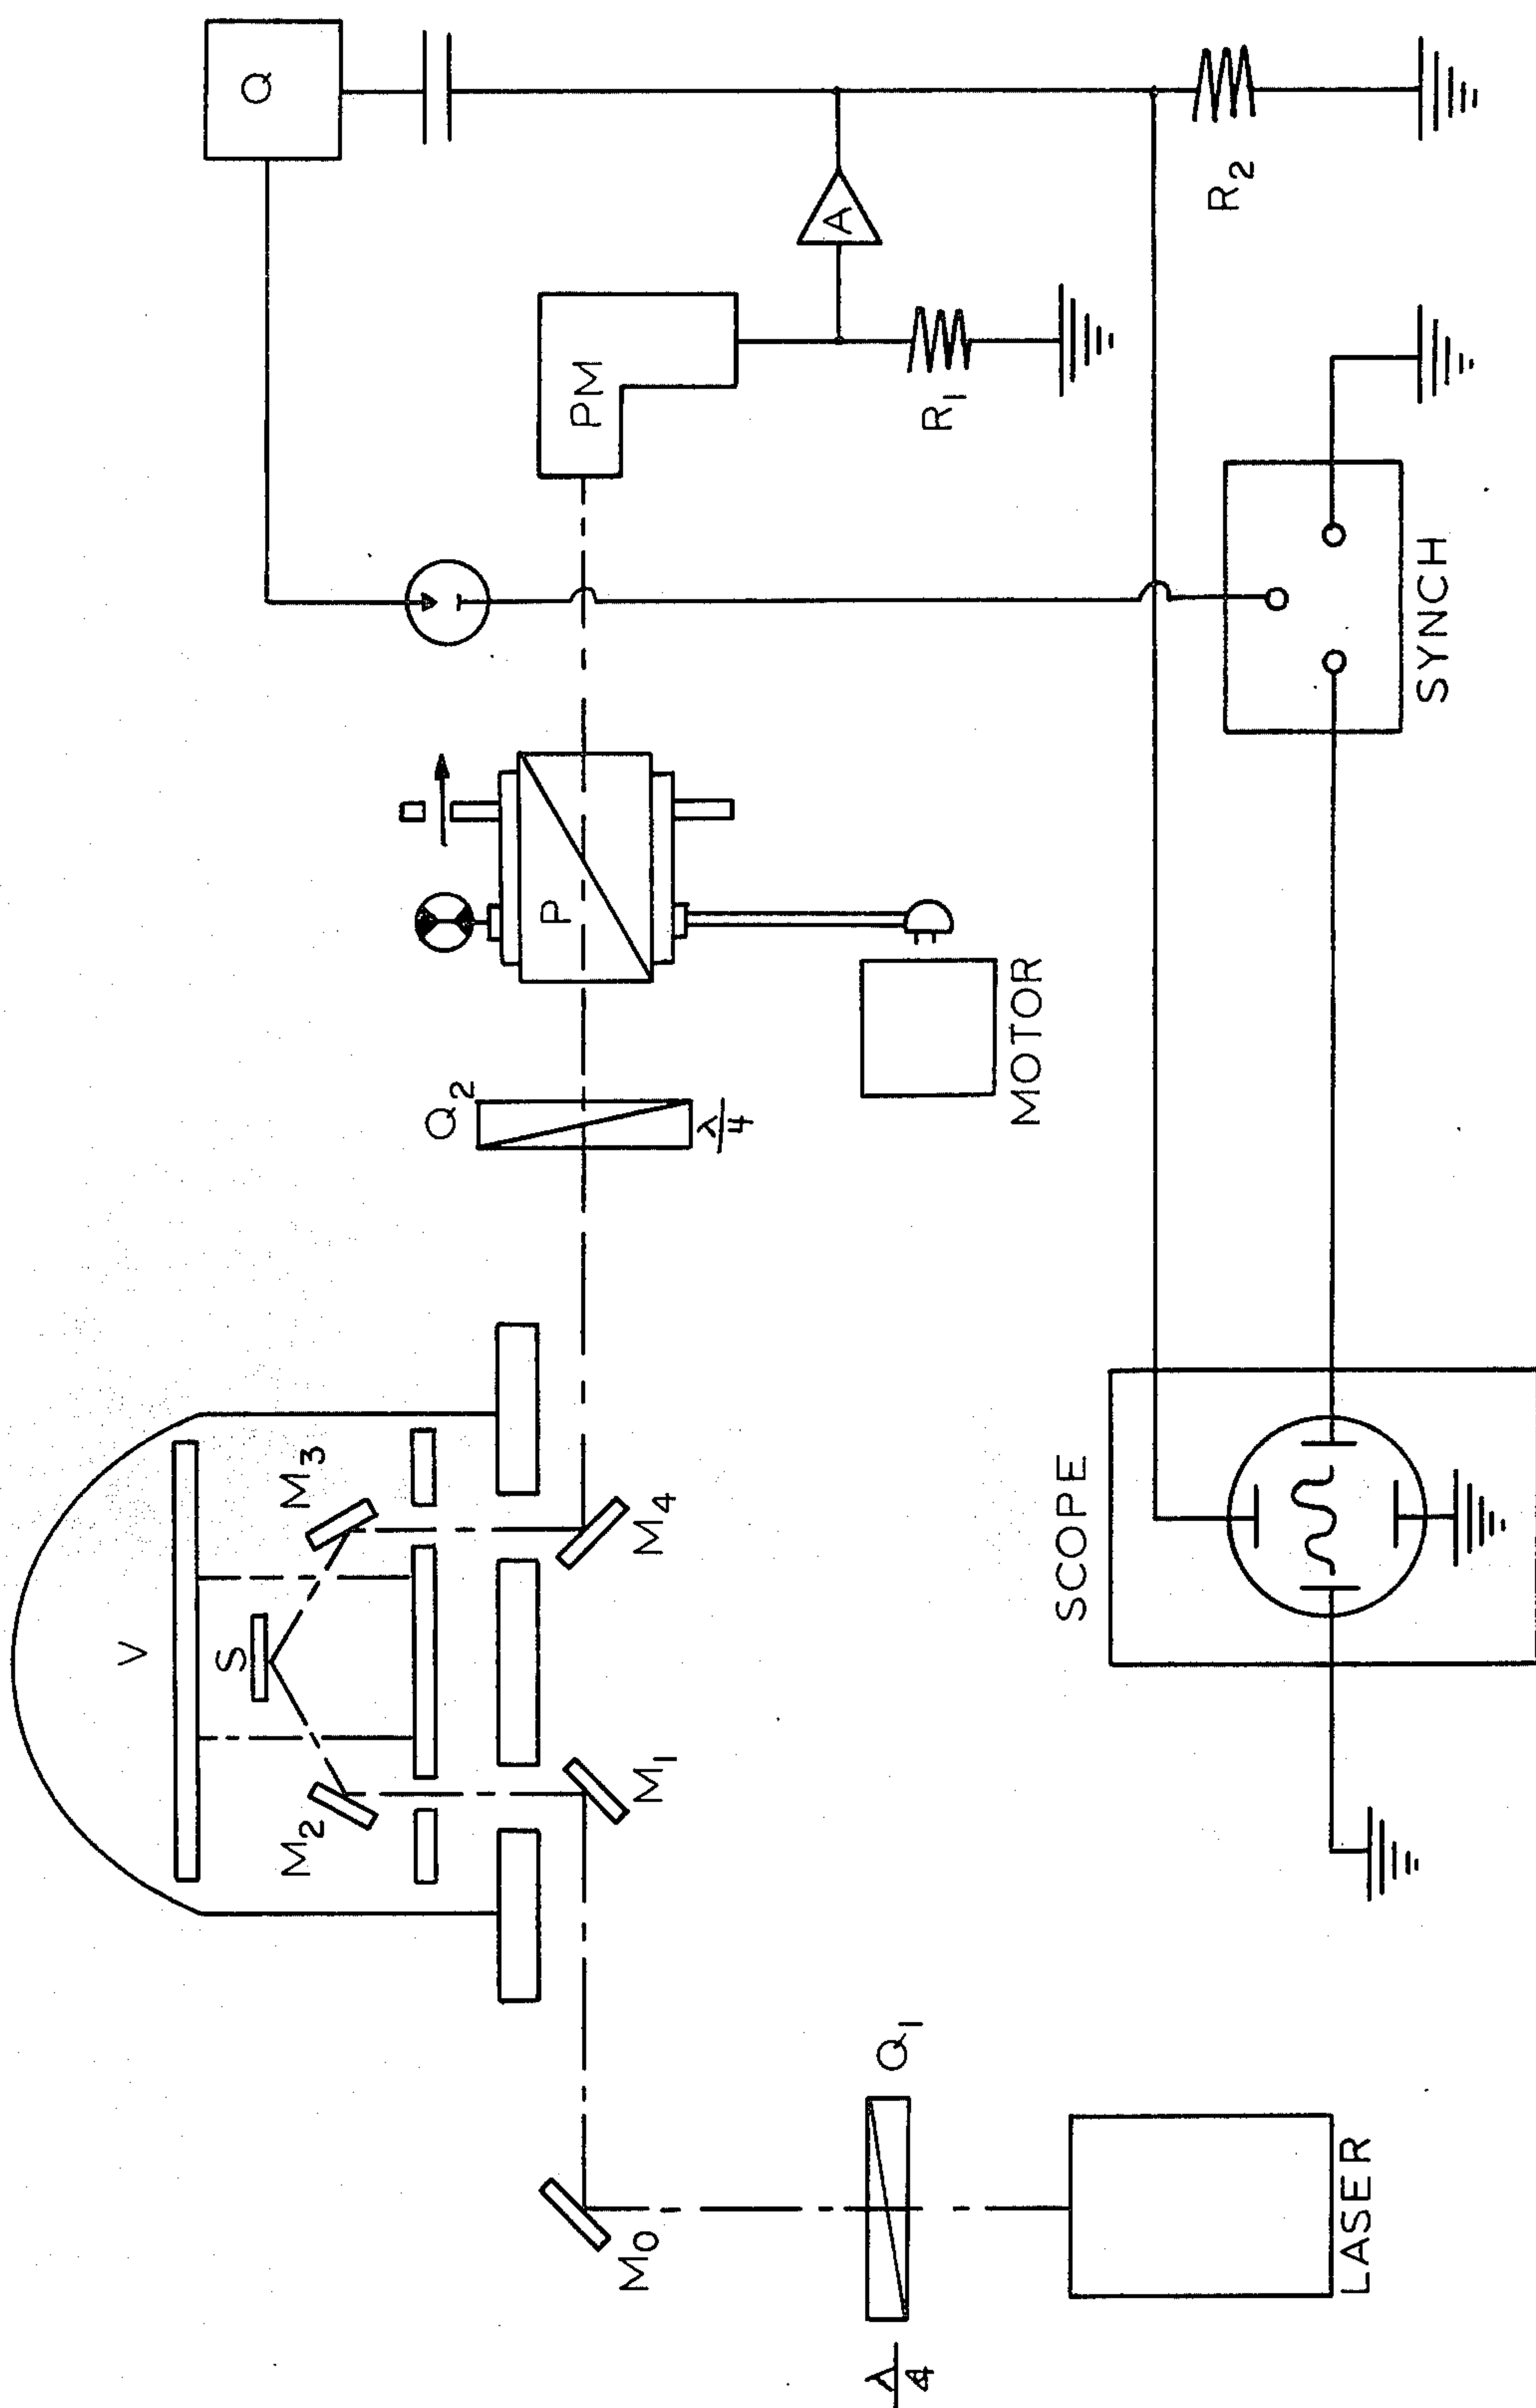 Q
A
R2
PM
R1
SYNCH
P
MOTOR
Q2
λ/4
V
S
M3
M4
M2
M1
SCOPE
M0
Q1
λ/4
LASER